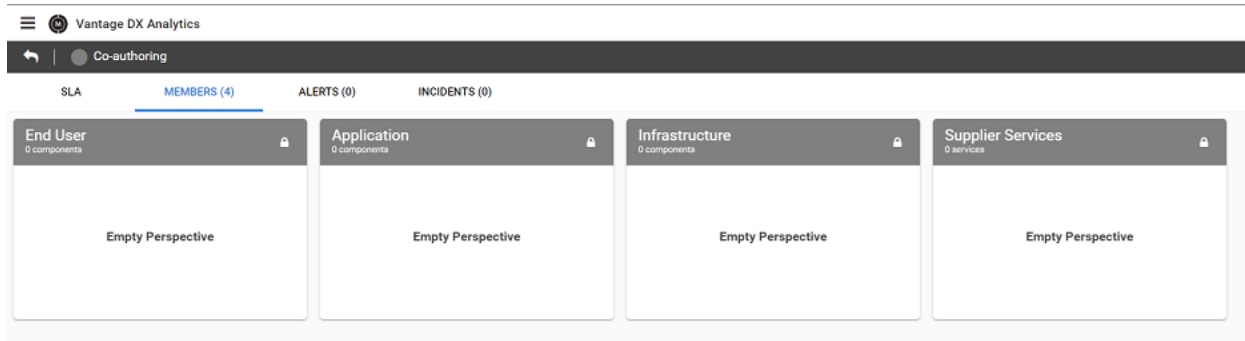 Vantage DX Analytics
Co-authoring
SLA MEMBERS (4) ALERTS (0) INCIDENTS (0)
End User
0 components
Empty Perspective
Application
0 components
Empty Perspective
Infrastructure
0 components
Empty Perspective
Supplier Services
0 services
Empty Perspective